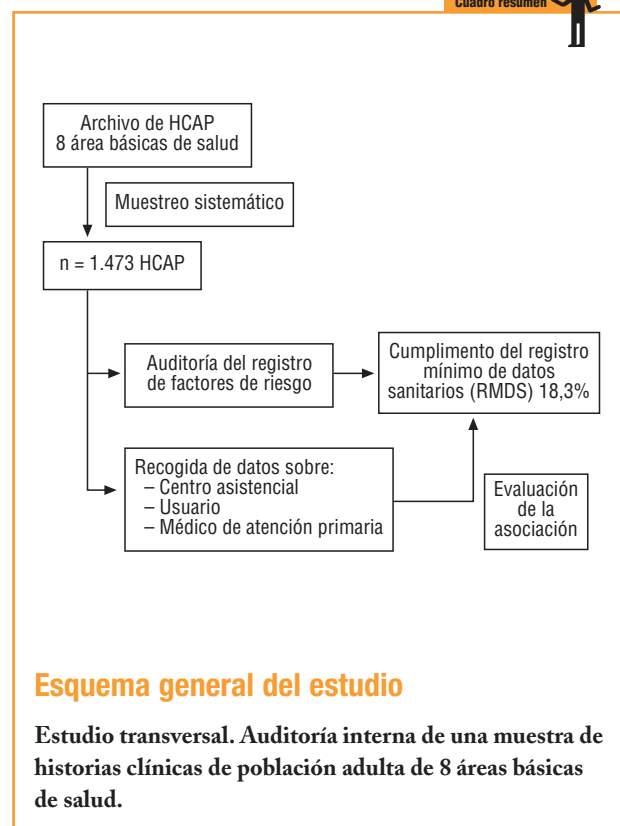 Cuadro resumen
Archivo de HCAP
8 área básicas de salud
Muestreo sistemático
n = 1.473 HCAP
Auditoría del registro
de factores de riesgo
Cumplimento del registro
mínimo de datos
sanitarios (RMDS) 18,3%
Recogida de datos sobre:
– Centro asistencial
– Usuario
– Médico de atención primaria
Evaluación
de la
asociación
Esquema general del estudio
Estudio transversal. Auditoría interna de una muestra de
historias clínicas de población adulta de 8 áreas básicas
de salud.